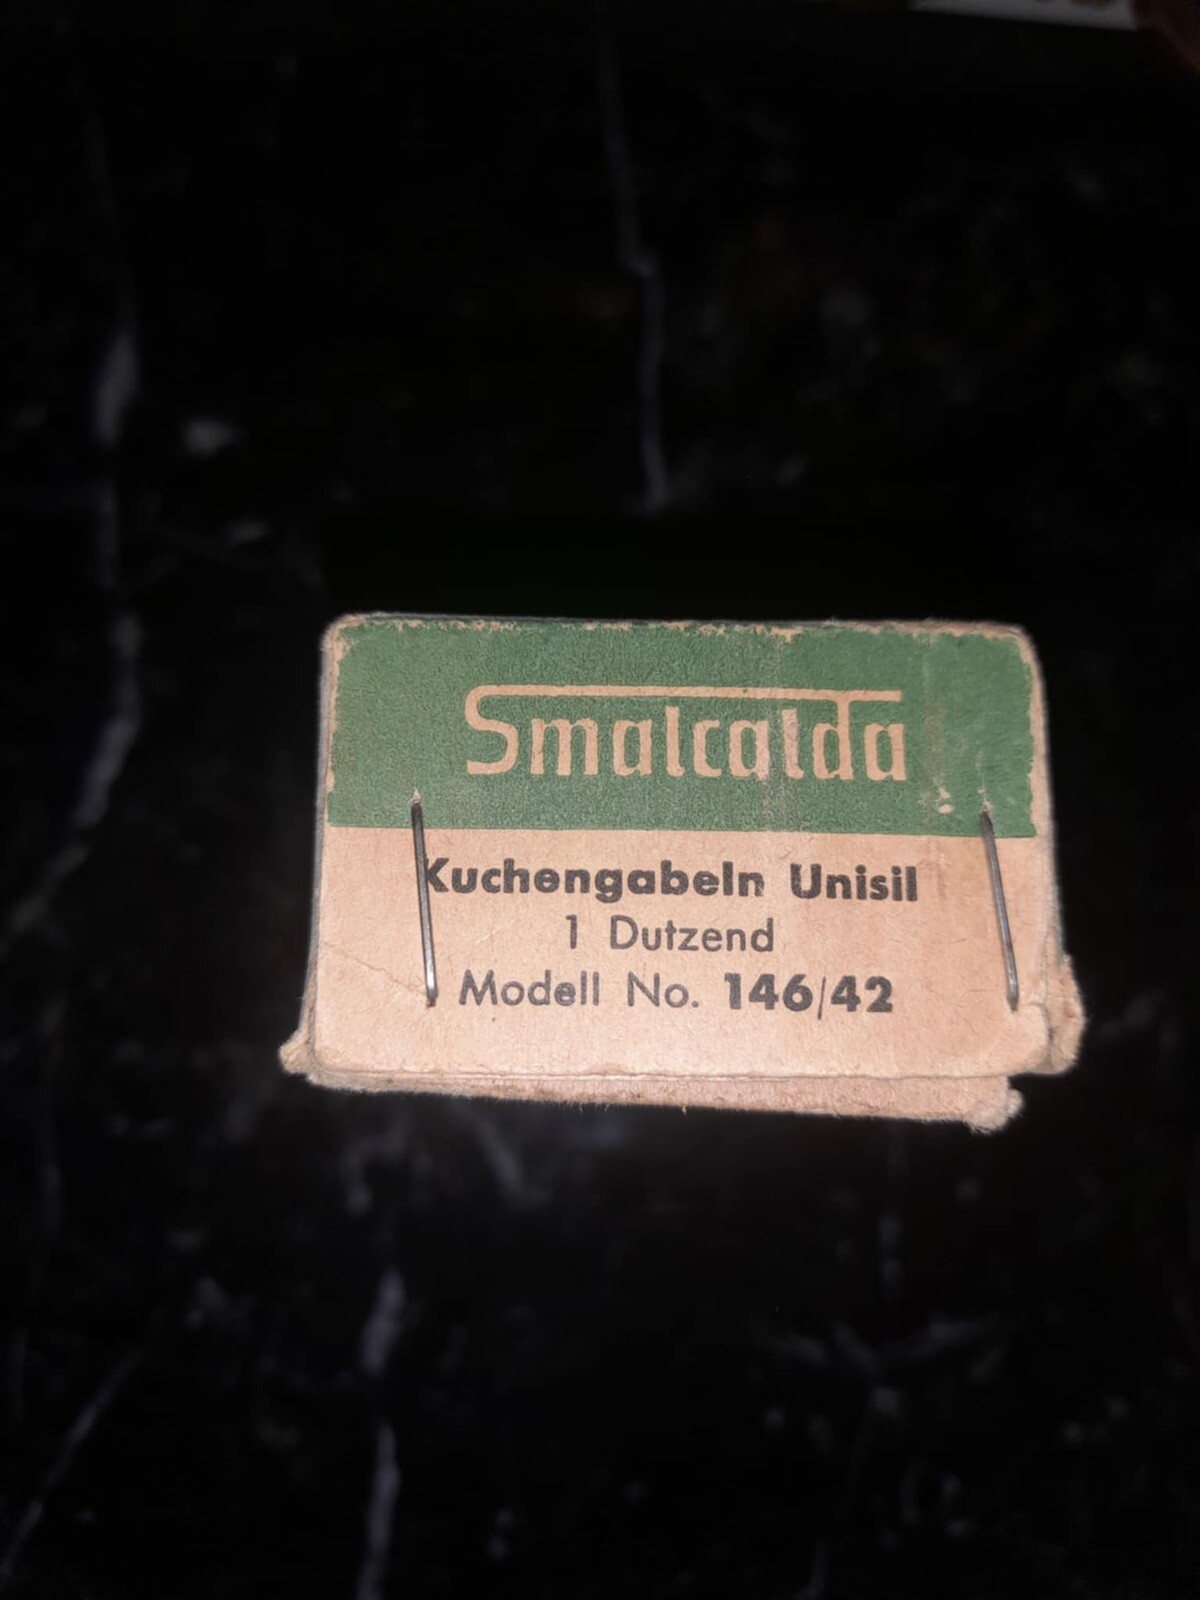 Smalcalda
Kuchengabeln Unisil
1 Dutzend
Modell No. 146/42